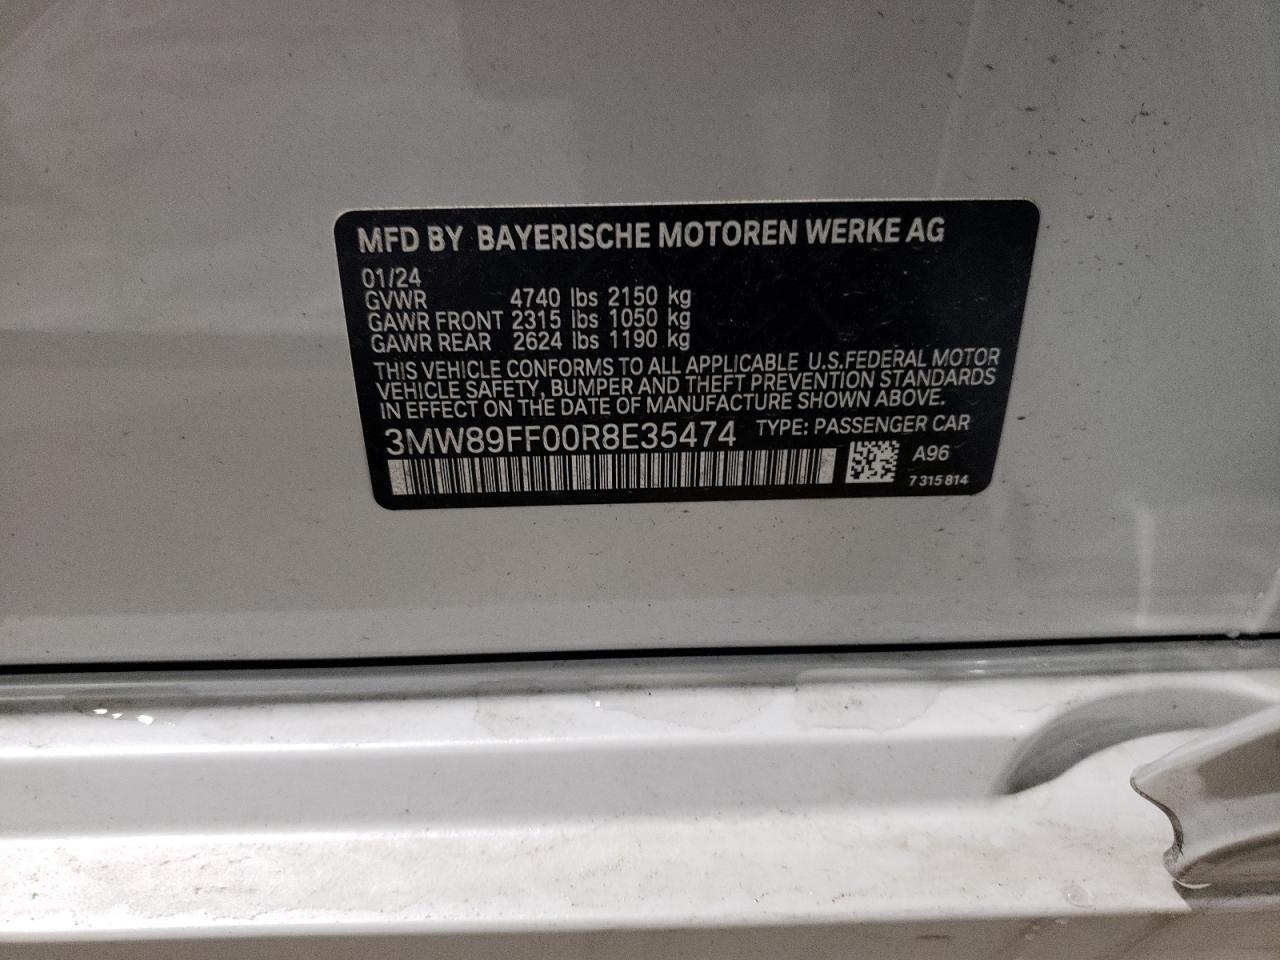 MFD BY BAYERISCHE MOTOREN WERKE AG
01/24
GVWR 4740 lbs 2150 kg
GAWR FRONT 2315 lbs 1050 kg
GAWR REAR 2624 lbs 1190 kg
THIS VEHICLE CONFORMS TO ALL APPLICABLE U.S.FEDERAL MOTOR
VEHICLE SAFETY, BUMPER AND THEFT PREVENTION STANDARDS
IN EFFECT ON THE DATE OF MANUFACTURE SHOWN ABOVE.
3MW89FF00R8E35474 TYPE: PASSENGER CAR
A96
7 315 814